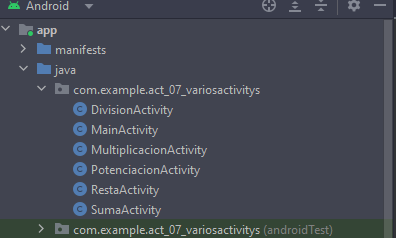 Android
app
manifests
java
com.example.act_07_variosactivitys
C DivisionActivity
C MainActivity
C MultiplicacionActivity
C PotenciacionActivity
C RestaActivity
C SumaActivity
com.example.act_07_variosactivitys (androidTest)